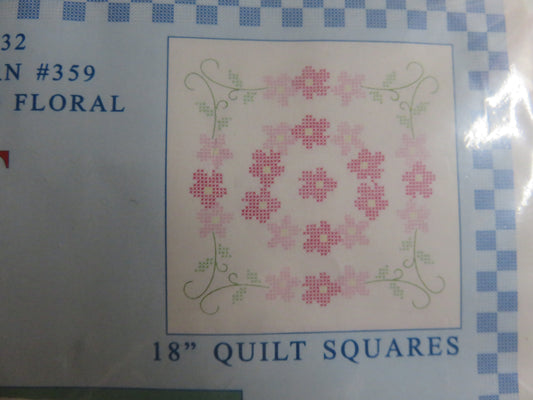 32
#359
FLORAL
18” QUILT SQUARES